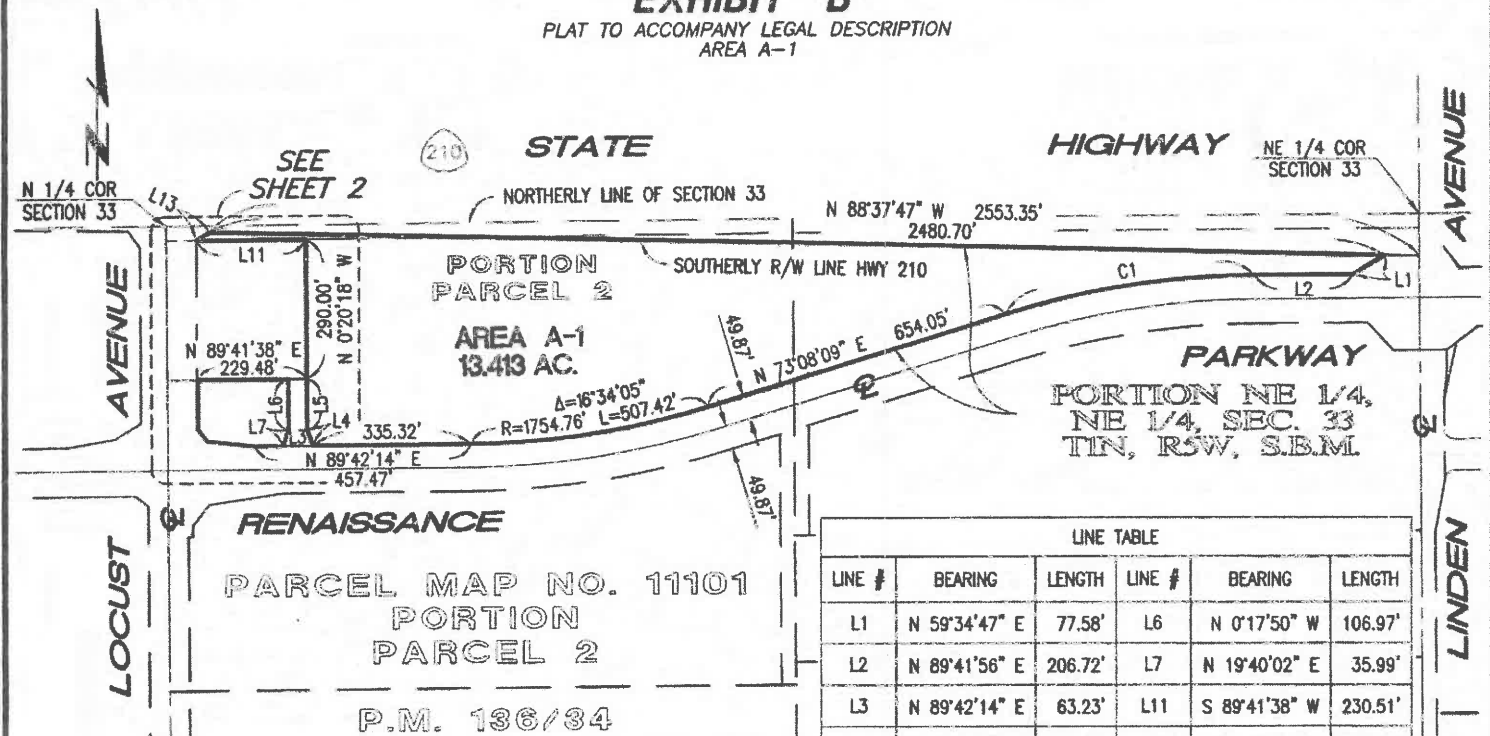 EXHIBIT "B"
PLAT TO ACCOMPANY LEGAL DESCRIPTION
AREA A-1
N
210
STATE
HIGHWAY
AVENUE
NE 1/4 COR
SECTION 33
SEE
SHEET 2
N 1/4 COR
SECTION 33
L13
NORTHERLY LINE OF SECTION 33
N 88°37'47" W 2553.35'
2480.70'
L11
PORTION
PARCEL 2
SOUTHERLY R/W LINE HWY 210
C1
L2
L1
AVENUE
290.00'
N 0°20'18" W
AREA A-1
13.413 AC.
N 89°41'38" E
229.48'
49.87'
N 73°08'09" E 654.05'
PARKWAY
L6
L5
L7
L3
L4
335.32'
Δ=16°34'05"
R=1754.76' L=507.42'
PORTION NE 1/4,
NE 1/4, SEC. 33
T1N, R5W, S.B.M.
N 89°42'14" E
457.47'
49.87'
RENAISSANCE
LOCUST
LINDEN
PARCEL MAP NO. 11101
PORTION
PARCEL 2
P.M. 136/34
LINE TABLE
LINE # BEARING LENGTH LINE # BEARING LENGTH
L1 N 59°34'47" E 77.58' L6 N 0°17'50" W 106.97'
L2 N 89°41'56" E 206.72' L7 N 19°40'02" E 35.99'
L3 N 89°42'14" E 63.23' L11 S 89°41'38" W 230.51'